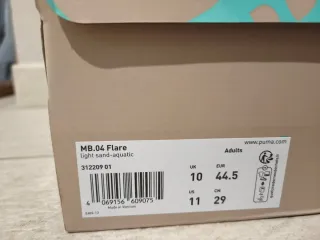 MB.04 Flare
light sand-aquatic
312209 01
Adults
www.puma.com
UK
10
EUR
44.5
US
11
CM
29
4 069156 609075
Made in Vietnam